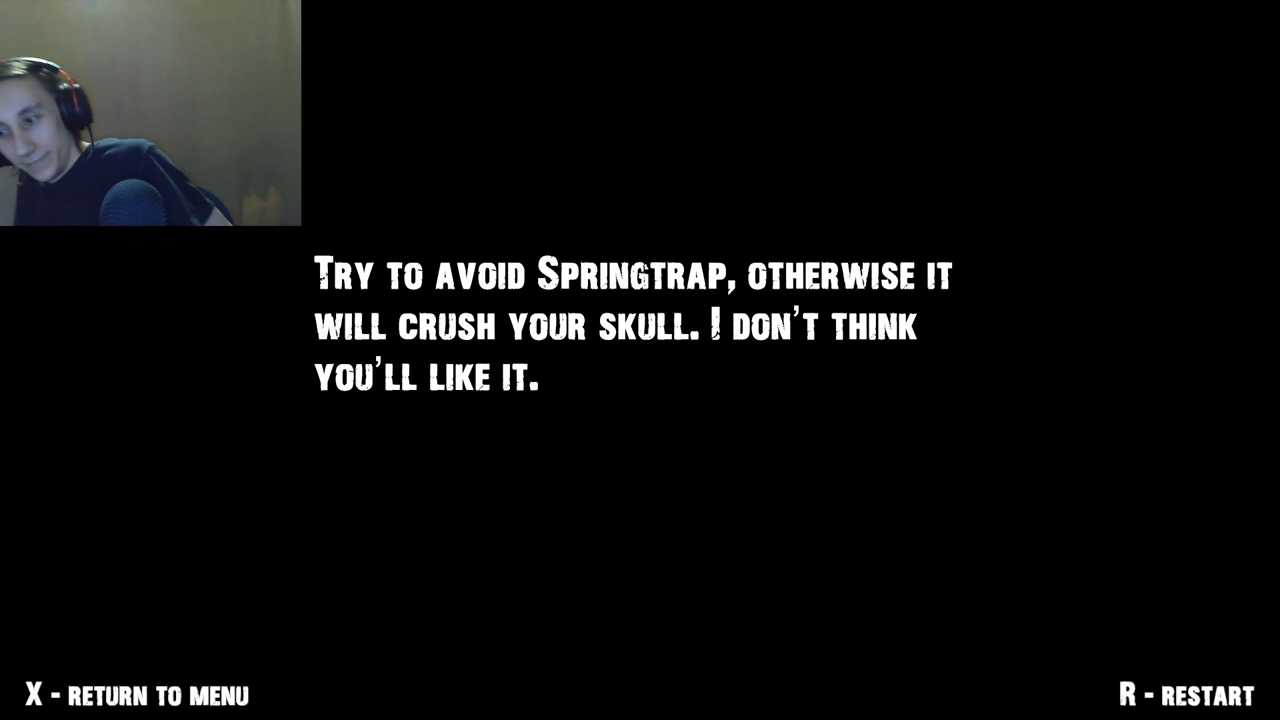 Try to avoid Springtrap, otherwise it
will crush your skull. I don't think
you'll like it.
X - return to menu
R - restart